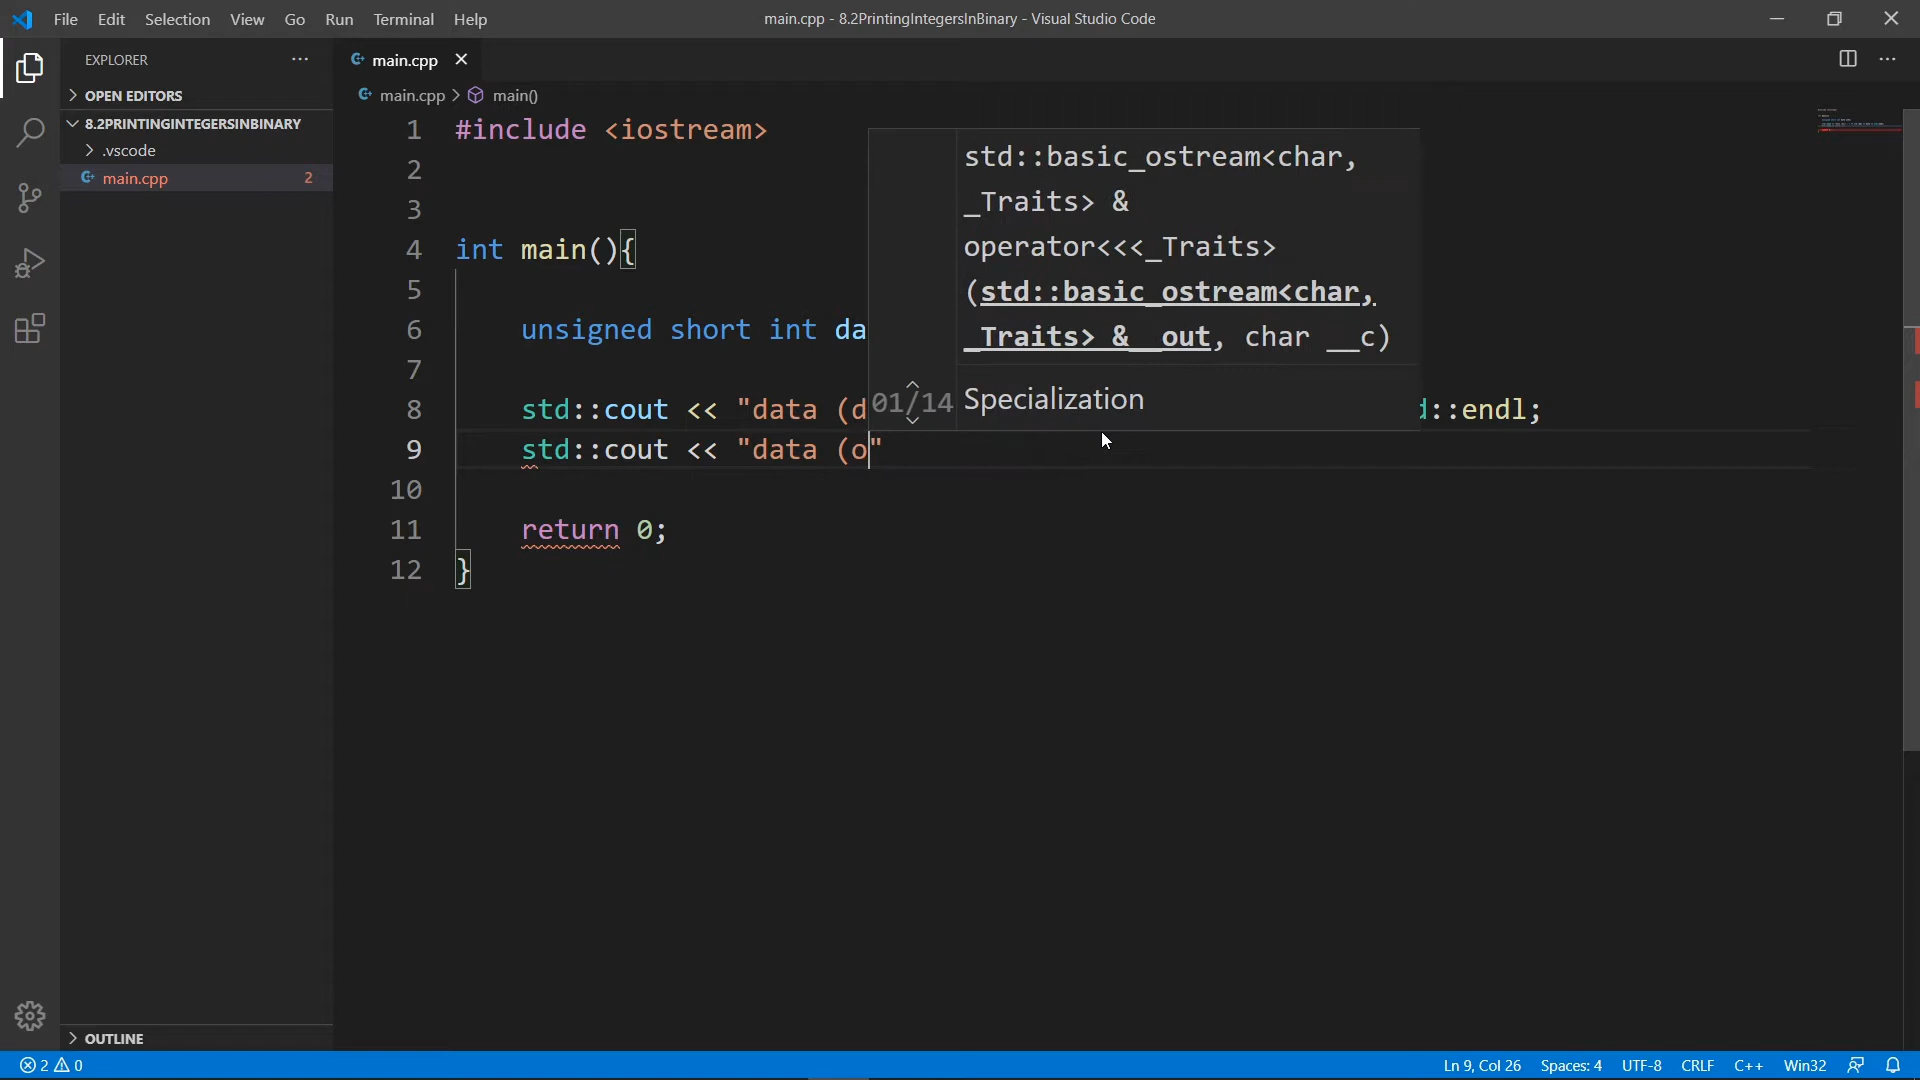 File Edit Selection View Go Run Terminal Help
main.cpp - 8.2PrintingIntegersInBinary - Visual Studio Code
EXPLORER
OPEN EDITORS
8.2PRINTINGINTEGERSINBINARY
.vscode
main.cpp 2
main.cpp
main.cpp > main()
1 #include <iostream>
2
3
4 int main(){
5
6 unsigned short int da
7
8 std::cout << "data (d d::endl;
9 std::cout << "data (o"
10
11 return 0;
12 }
std::basic_ostream<char,
_Traits> &
operator<<<_Traits>
(std::basic_ostream<char,
_Traits> &__out, char __c)
01/14 Specialization
OUTLINE
2 0
Ln 9, Col 26 Spaces: 4 UTF-8 CRLF C++ Win32